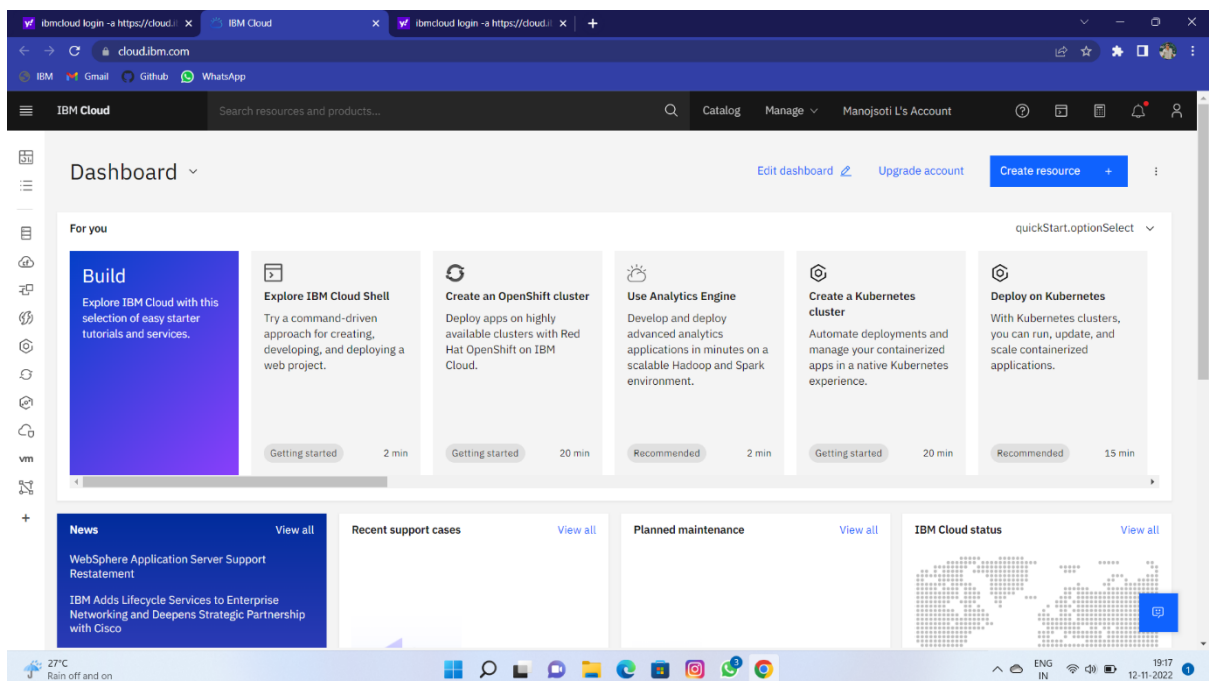 ibmcloud login -a https://cloud.i
IBM Cloud
ibmcloud login -a https://cloud.i
cloud.ibm.com
IBM
Gmail
Github
WhatsApp
IBM Cloud
Search resources and products...
Catalog
Manage
Manojsoti L's Account
Dashboard
Edit dashboard
Upgrade account
Create resource +
For you
quickStart.optionSelect
Build
Explore IBM Cloud with this
selection of easy starter
tutorials and services.
Explore IBM Cloud Shell
Try a command-driven
approach for creating,
developing, and deploying a
web project.
Getting started
2 min
Create an OpenShift cluster
Deploy apps on highly
available clusters with Red
Hat OpenShift on IBM
Cloud.
Getting started
20 min
Use Analytics Engine
Develop and deploy
advanced analytics
applications in minutes on a
scalable Hadoop and Spark
environment.
Recommended
2 min
Create a Kubernetes
cluster
Automate deployments and
manage your containerized
apps in a native Kubernetes
experience.
Getting started
20 min
Deploy on Kubernetes
With Kubernetes clusters,
you can run, update, and
scale containerized
applications.
Recommended
15 min
vm
News
View all
WebSphere Application Server Support
Restatement
IBM Adds Lifecycle Services to Enterprise
Networking and Deepens Strategic Partnership
with Cisco
Recent support cases
View all
Planned maintenance
View all
IBM Cloud status
View all
27°C
Rain off and on
3
ENG
IN
19:17
12-11-2022
1